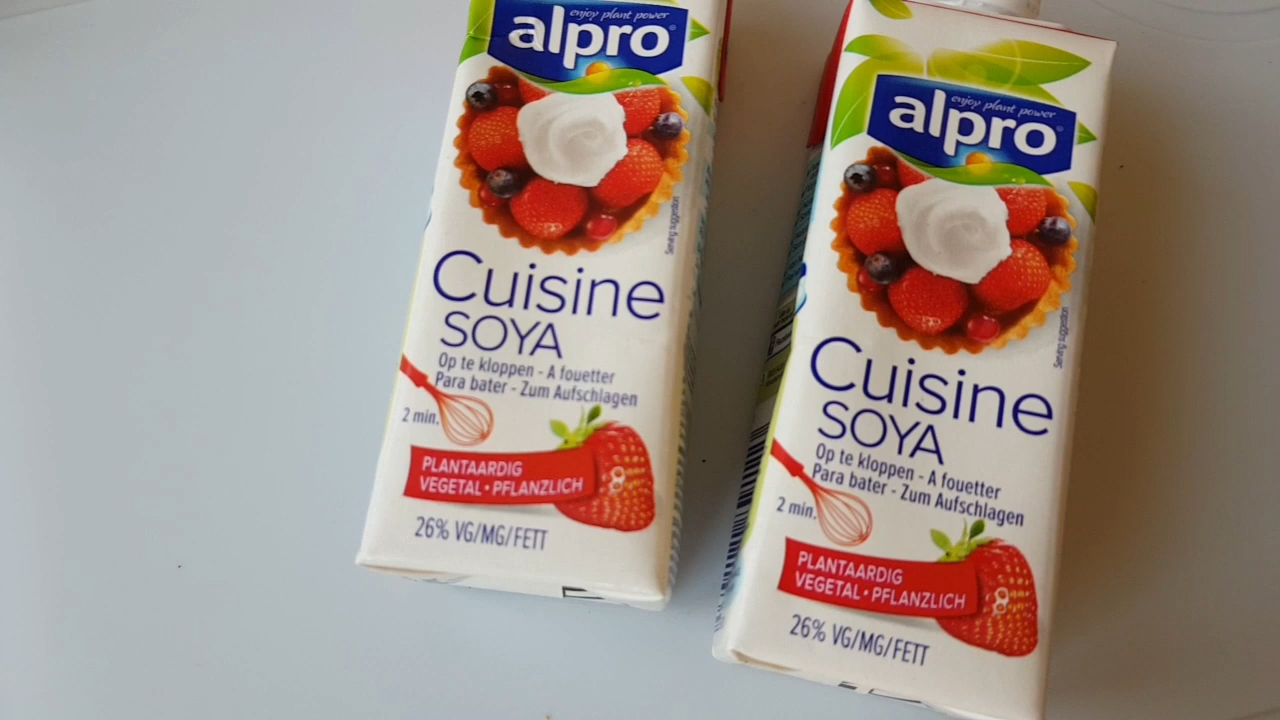 enjoy plant power
alpro
Serving suggestion
Cuisine
SOYA
Op te kloppen - A fouetter
Para bater - Zum Aufschlagen
2 min.
PLANTAARDIG
VEGETAL • PFLANZLICH
26% VG/MG/FETT
enjoy plant power
alpro
Serving suggestion
Cuisine
SOYA
Op te kloppen - A fouetter
Para bater - Zum Aufschlagen
2 min.
PLANTAARDIG
VEGETAL • PFLANZLICH
26% VG/MG/FETT